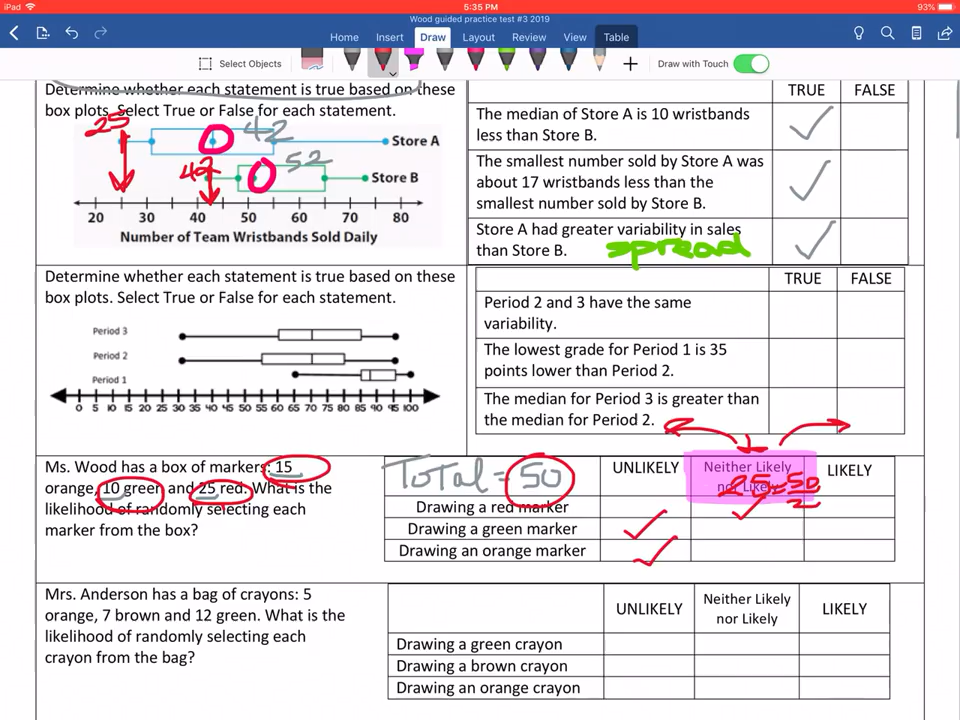 iPad 5:35 PM 93%
Wood guided practice test #3 2019
Home Insert Draw Layout Review View Table
Select Objects Draw with Touch
Determine whether each statement is true based on these
box plots. Select True or False for each statement.
25 42 Store A
42 52 Store B
20 30 40 50 60 70 80
Number of Team Wristbands Sold Daily
TRUE FALSE
The median of Store A is 10 wristbands
less than Store B.
The smallest number sold by Store A was
about 17 wristbands less than the
smallest number sold by Store B.
Store A had greater variability in sales
than Store B. spread
Determine whether each statement is true based on these
box plots. Select True or False for each statement.
Period 3
Period 2
Period 1
0 5 10 15 20 25 30 35 40 45 50 55 60 65 70 75 80 85 90 95 100
TRUE FALSE
Period 2 and 3 have the same
variability.
The lowest grade for Period 1 is 35
points lower than Period 2.
The median for Period 3 is greater than
the median for Period 2.
Ms. Wood has a box of markers: 15
orange, 10 green and 25 red. What is the
likelihood of randomly selecting each
marker from the box?
Total = 50
UNLIKELY Neither Likely
nor Likely LIKELY
25 = 50
2
Drawing a red marker
Drawing a green marker
Drawing an orange marker
Mrs. Anderson has a bag of crayons: 5
orange, 7 brown and 12 green. What is the
likelihood of randomly selecting each
crayon from the bag?
UNLIKELY Neither Likely
nor Likely LIKELY
Drawing a green crayon
Drawing a brown crayon
Drawing an orange crayon